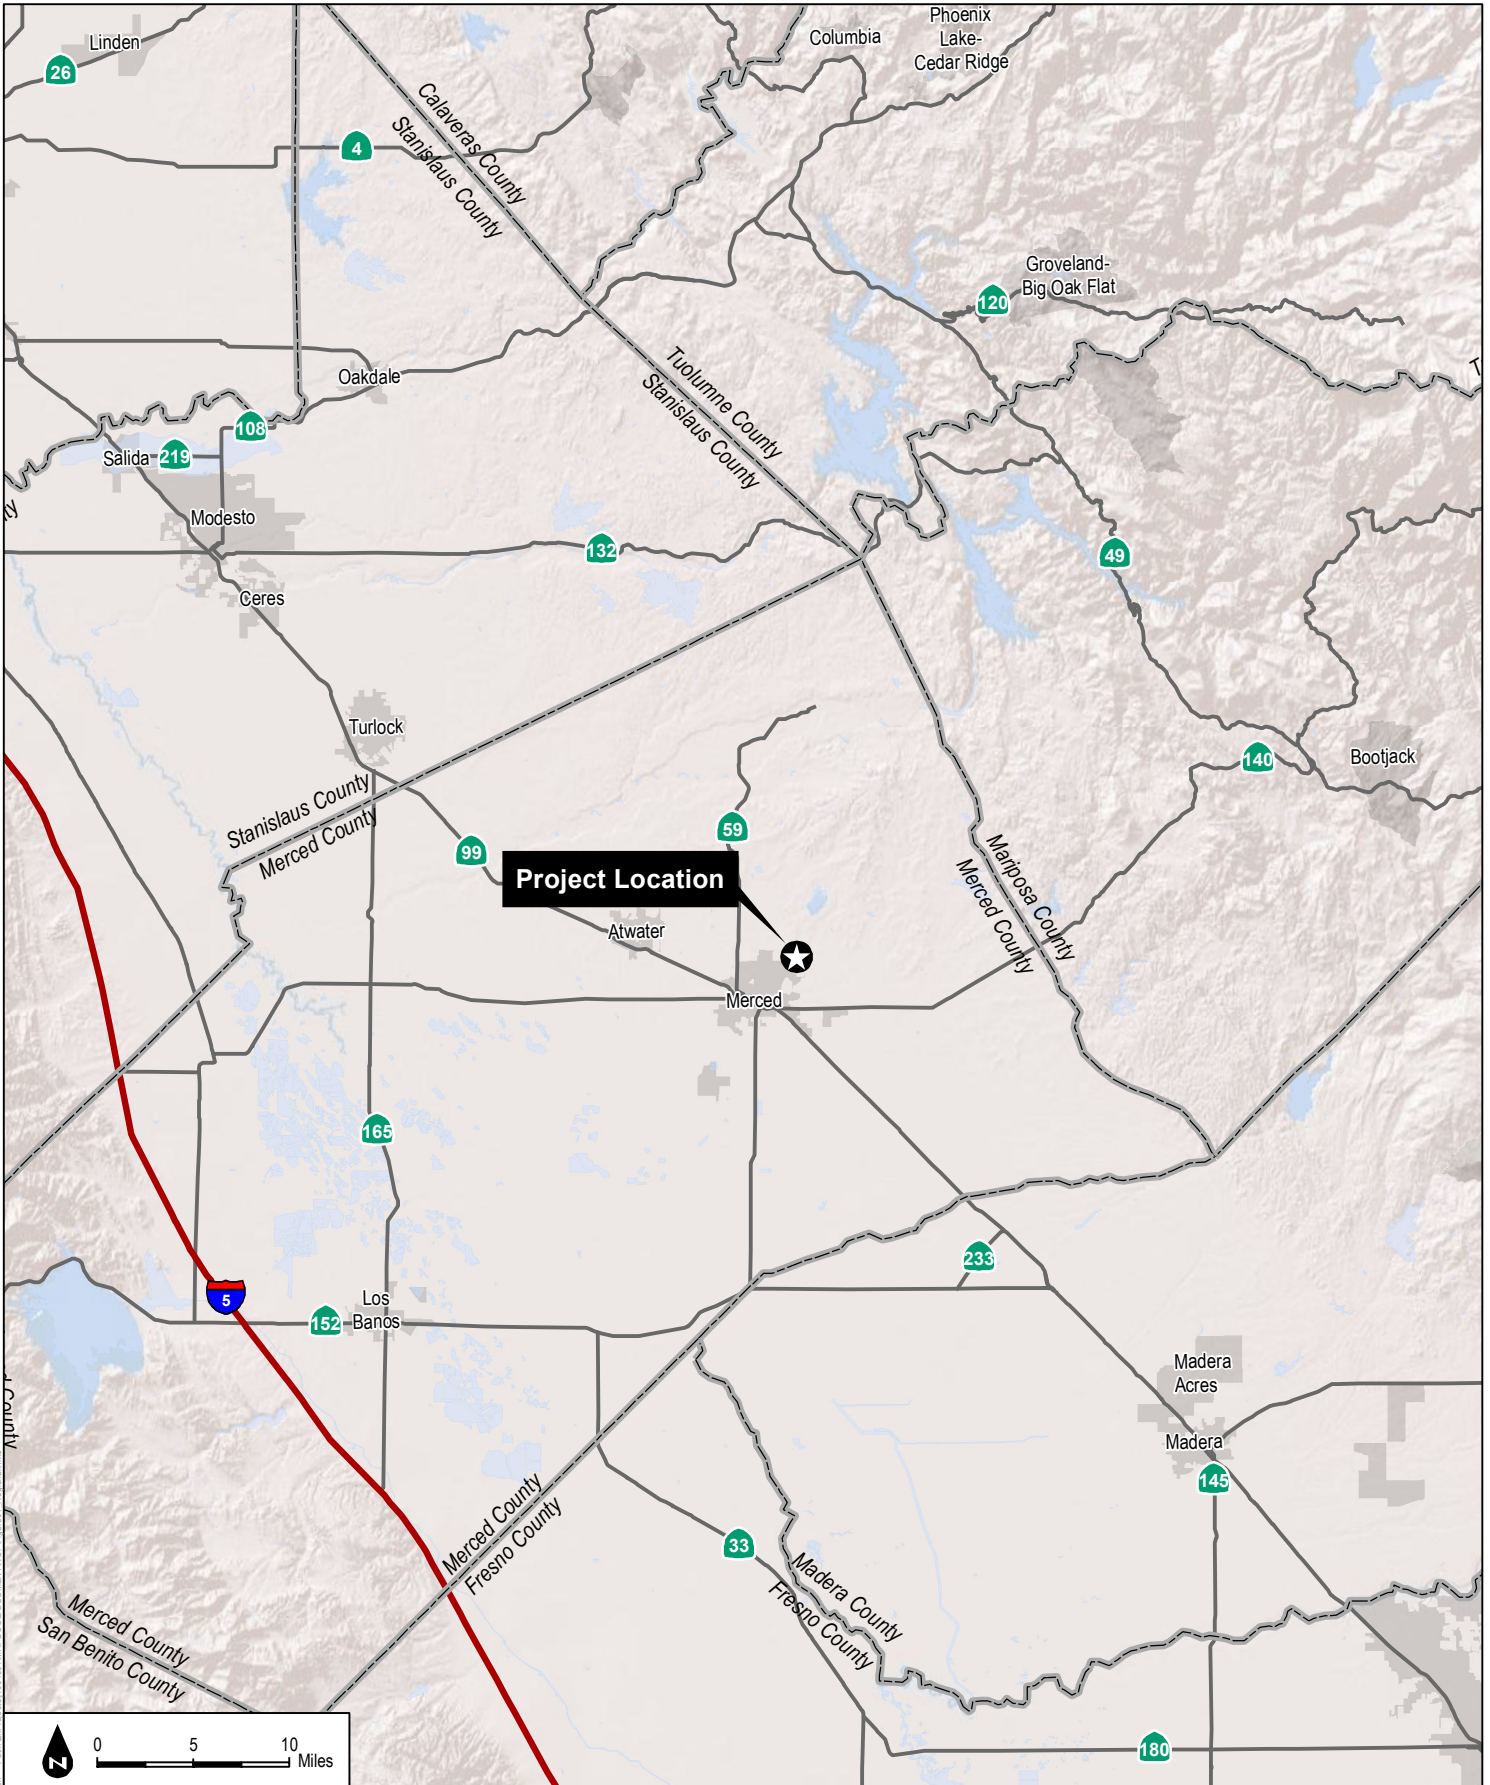 Linden
Columbia
Phoenix
Lake-
Cedar Ridge
26
4
Calaveras County
Stanislaus County
Groveland-
Big Oak Flat
120
Oakdale
Tuolumne County
Stanislaus County
108
Salida
219
Modesto
132
49
Ceres
Turlock
140
Bootjack
Stanislaus County
Merced County
59
99
Project Location
Mariposa County
Merced County
Atwater
Merced
165
233
5
Los
Banos
152
Madera
Acres
Madera
145
Merced County
Fresno County
33
Madera County
Fresno County
Merced County
San Benito County
180
N
0 5 10
Miles